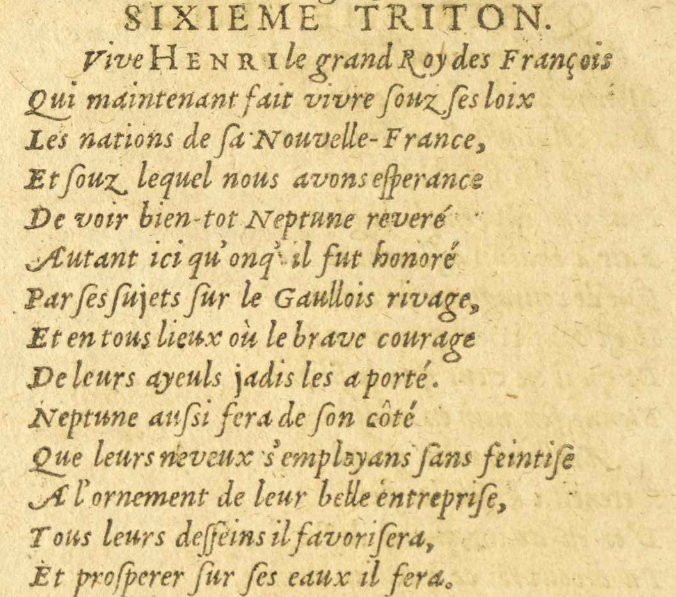 SIXIEME TRITON.
Vive HENRI le grand Roy des François
Qui maintenant fait vivre ſouz ſes loix
Les nations de ſa Nouvelle-France,
Et ſouz lequel nous avons eſperance
De voir bien-tot Neptune reveré
Autant ici qu'onq' il fut honoré
Par ſes ſujets ſur le Gaullois rivage,
Et en tous lieux où le brave courage
De leurs ayeuls jadis les a porté.
Neptune auſſi fera de ſon côté
Que leurs neveux s'employans ſans feintiſe
A l'ornement de leur belle entrepriſe,
Tous leurs deſſeins il favoriſera,
Et proſperer ſur ſes eaux il fera.